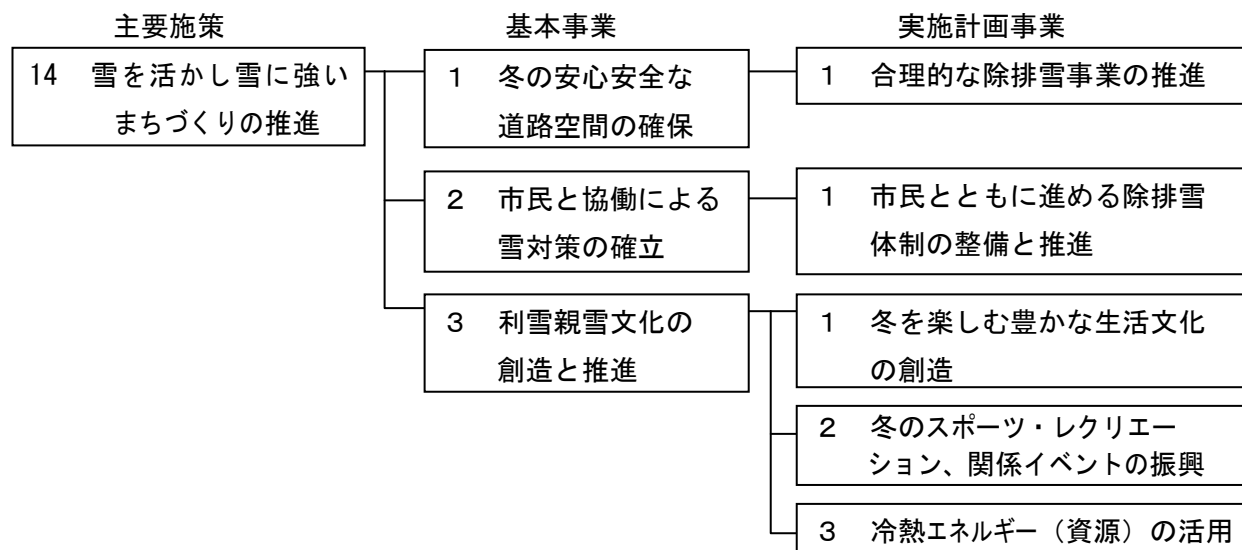 主要施策
基本事業
実施計画事業
14 雪を活かし雪に強い
まちづくりの推進
1 冬の安心安全な
道路空間の確保
1 合理的な除排雪事業の推進
2 市民と協働による
雪対策の確立
1 市民とともに進める除排雪
体制の整備と推進
3 利雪親雪文化の
創造と推進
1 冬を楽しむ豊かな生活文化
の創造
2 冬のスポーツ・レクリエー
ション、関係イベントの振興
3 冷熱エネルギー（資源）の活用